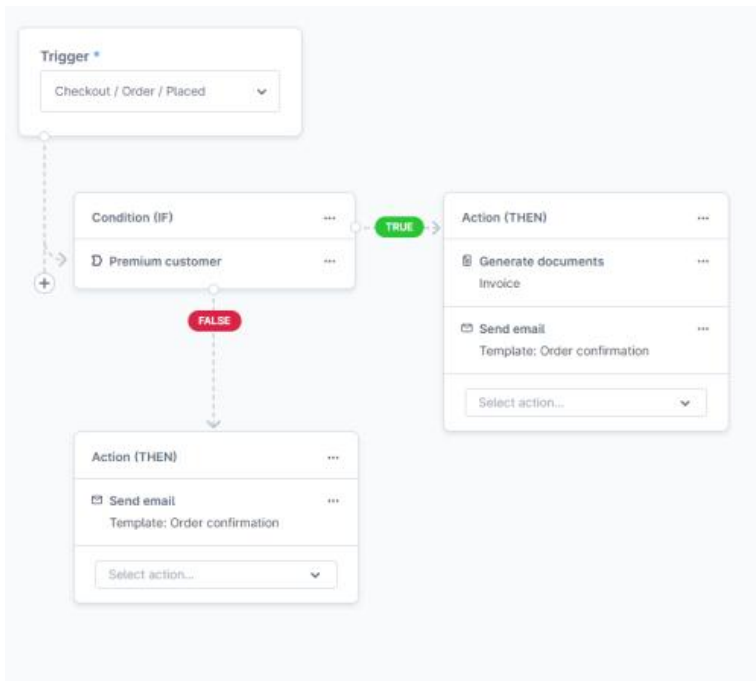 Trigger *
Checkout / Order / Placed
Condition (IF)
Premium customer
TRUE
Action (THEN)
Generate documents
Invoice
Send email
Template: Order confirmation
Select action...
FALSE
Action (THEN)
Send email
Template: Order confirmation
Select action...